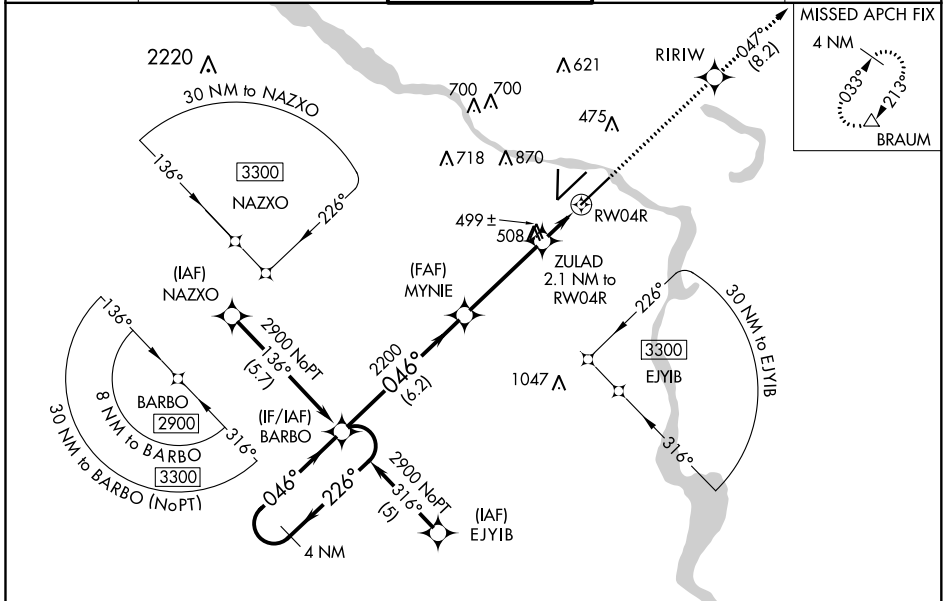 MISSED APCH FIX
4 NM
033°
213°
BRAUM
RIRIW
047°
(8.2)
2220
621
30 NM to NAZXO
700
700
475
136°
3300
NAZXO
226°
718
870
RW04R
499 ±
508
ZULAD
2.1 NM to
RW04R
(FAF)
MYNIE
(IAF)
NAZXO
2900 NoPT
136°
(5.7)
2200
046°
(6.2)
226°
30 NM to EJYIB
3300
EJYIB
316°
1047
136°
BARBO
2900
8 NM to BARBO
316°
3300
30 NM to BARBO (NoPT)
(IF/IAF)
BARBO
046°
226°
4 NM
2900 NoPT
316°
(5)
(IAF)
EJYIB